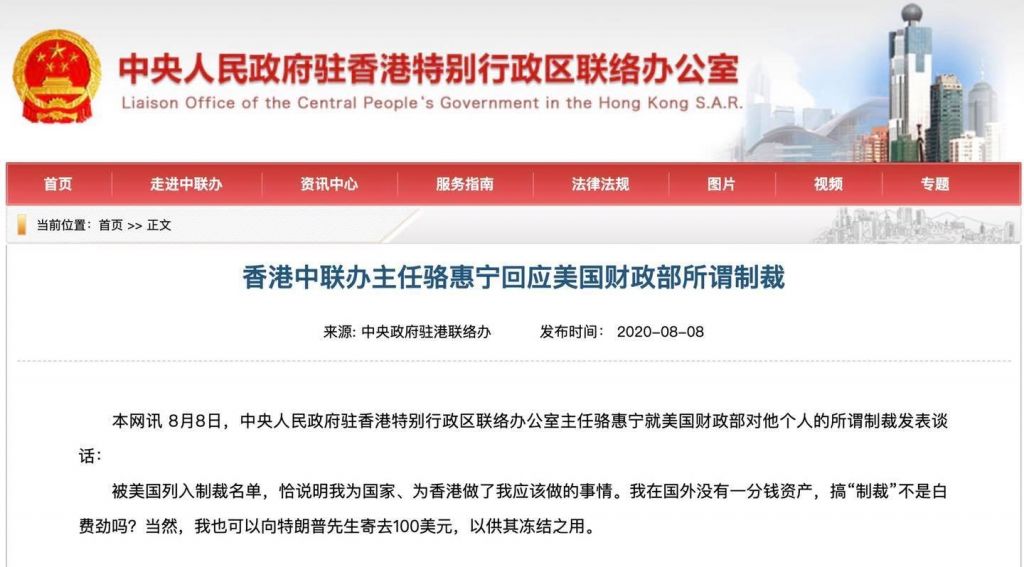 中央人民政府驻香港特别行政区联络办公室
Liaison Office of the Central People's Government in the Hong Kong S.A.R.
首页 走进中联办 资讯中心 服务指南 法律法规 图片 视频 专题
当前位置：首页 >> 正文
香港中联办主任骆惠宁回应美国财政部所谓制裁
来源: 中央政府驻港联络办 发布时间： 2020-08-08
本网讯 8月8日，中央人民政府驻香港特别行政区联络办公室主任骆惠宁就美国财政部对他个人的所谓制裁发表谈
话：
被美国列入制裁名单，恰说明我为国家、为香港做了我应该做的事情。我在国外没有一分钱资产，搞“制裁”不是白
费劲吗？当然，我也可以向特朗普先生寄去100美元，以供其冻结之用。